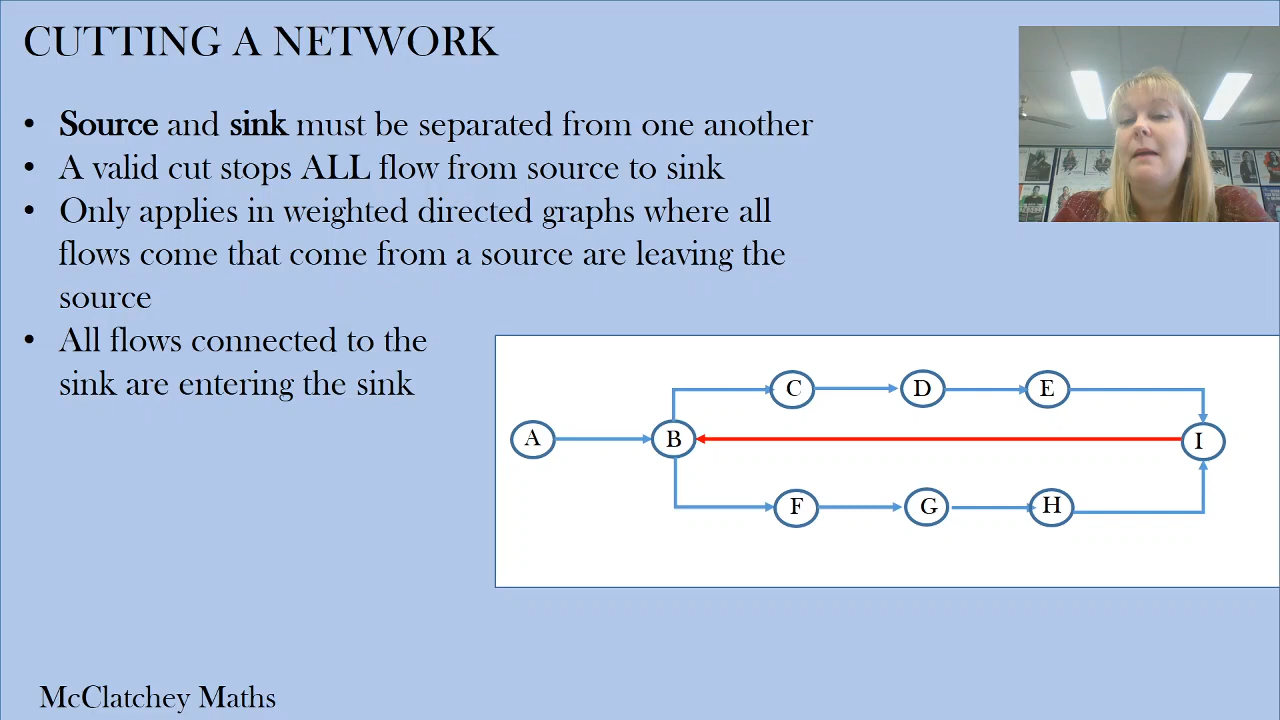 CUTTING A NETWORK
• Source and sink must be separated from one another
• A valid cut stops ALL flow from source to sink
• Only applies in weighted directed graphs where all
flows come that come from a source are leaving the
source
• All flows connected to the
sink are entering the sink
C D E
A B I
F G H
McClatchey Maths